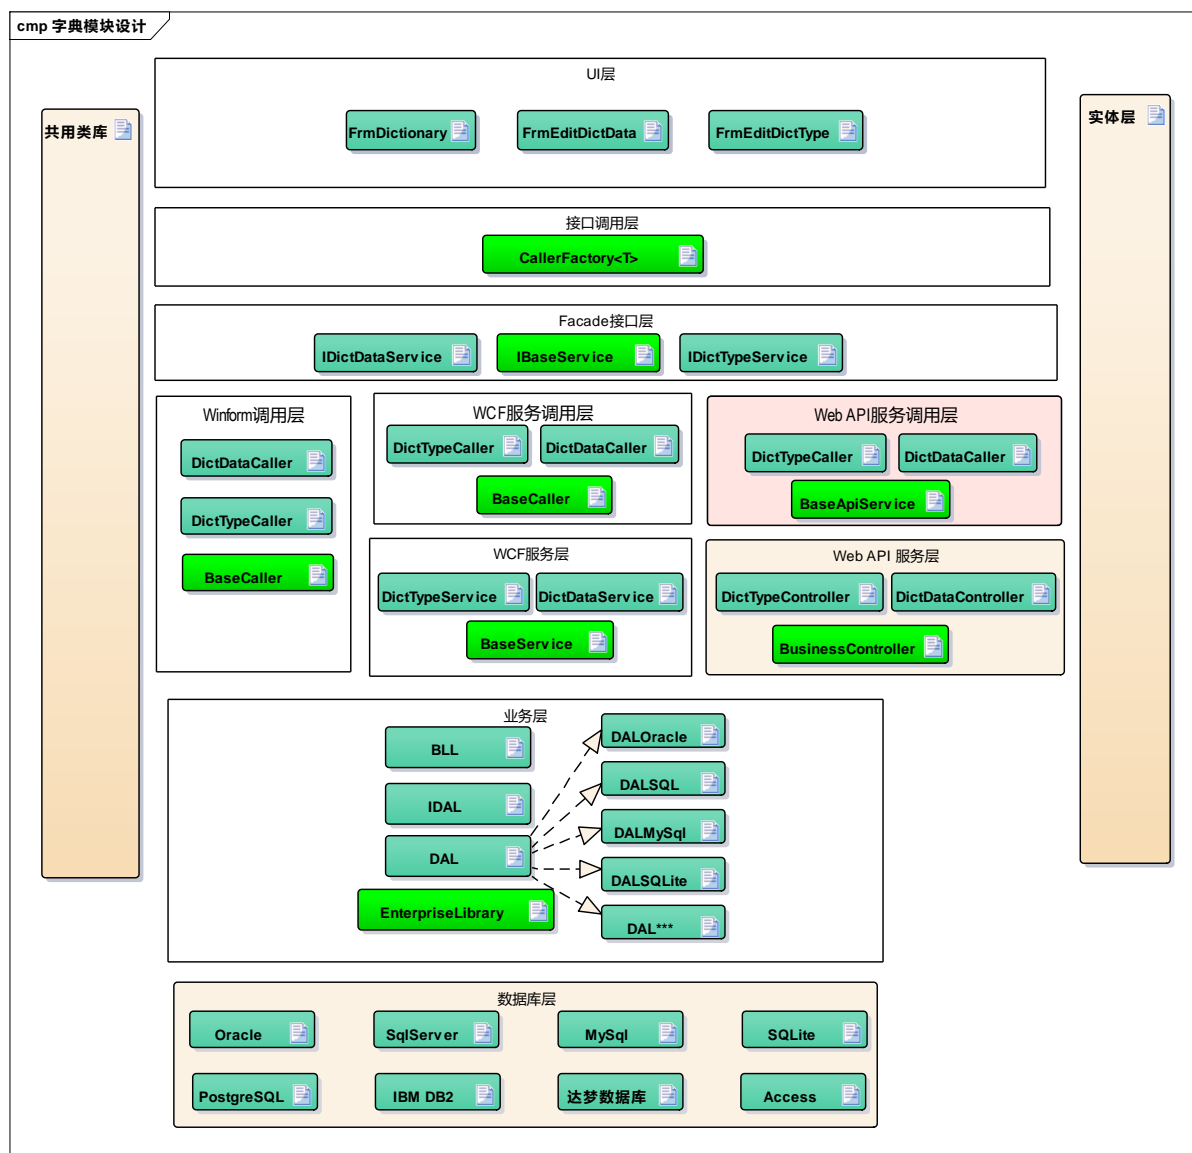 cmp 字典模块设计
UI层
共用类库
实体层
FrmDictionary
FrmEditDictData
FrmEditDictType
接口调用层
CallerFactory<T>
Facade接口层
IDictDataService
IBaseService
IDictTypeService
Winform调用层
DictDataCaller
DictTypeCaller
BaseCaller
WCF服务调用层
DictTypeCaller
DictDataCaller
BaseCaller
Web API服务调用层
DictTypeCaller
DictDataCaller
BaseApiService
WCF服务层
DictTypeService
DictDataService
BaseService
Web API 服务层
DictTypeController
DictDataController
BusinessController
业务层
BLL
IDAL
DAL
EnterpriseLibrary
DALOracle
DALSQL
DALMySql
DALSQLite
DAL***
数据库层
Oracle
SqlServer
MySql
SQLite
PostgreSQL
IBM DB2
达梦数据库
Access